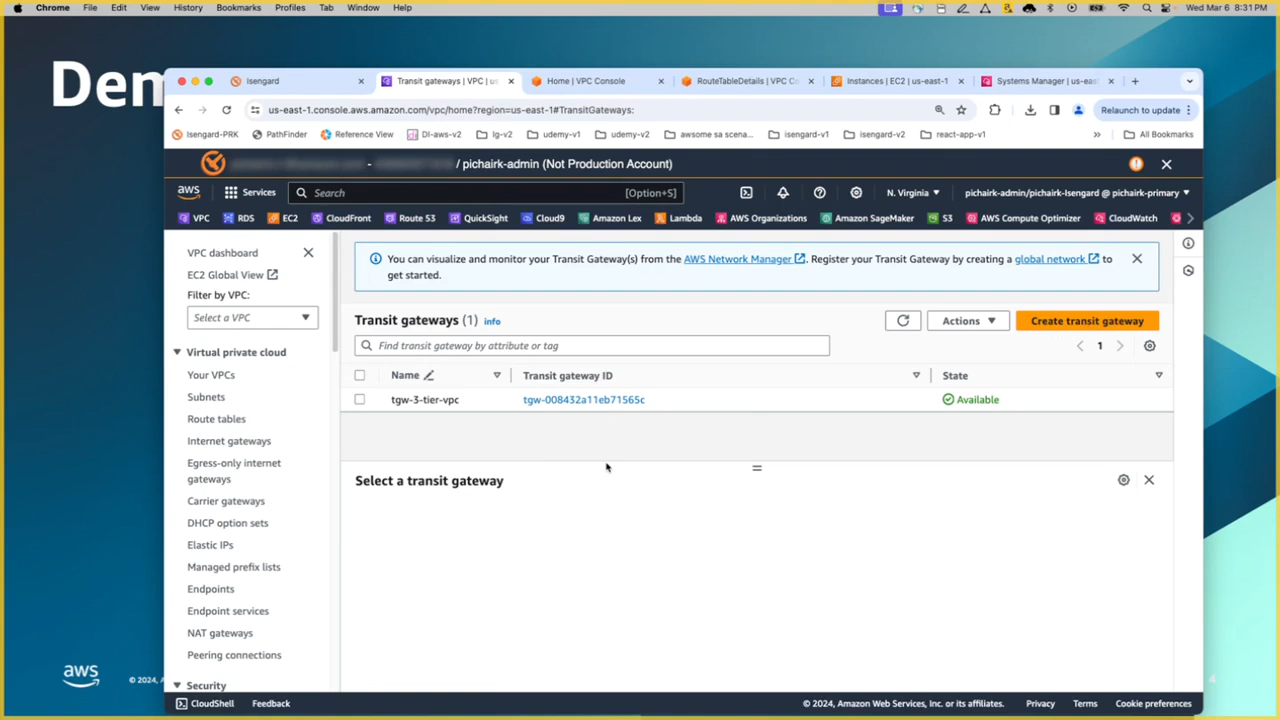 Chrome File Edit View History Bookmarks Profiles Tab Window Help Wed Mar 6 8:31 PM
Dem
Isengard Transit gateways | VPC | us Home | VPC Console RouteTableDetails | VPC Co Instances | EC2 | us-east-1 Systems Manager | us-eas
us-east-1.console.aws.amazon.com/vpc/home?region=us-east-1#TransitGateways: Relaunch to update
Isengard-PRK PathFinder Reference View DI-aws-v2 lg-v2 udemy-v1 udemy-v2 awsome sa scena... isengard-v1 isengard-v2 react-app-v1 » All Bookmarks
- / pichairk-admin (Not Production Account)
aws Services Search [Option+S] N. Virginia pichairk-admin/pichairk-Isengard @ pichairk-primary
VPC RDS EC2 CloudFront Route 53 QuickSight Cloud9 Amazon Lex Lambda AWS Organizations Amazon SageMaker S3 AWS Compute Optimizer CloudWatch
VPC dashboard
EC2 Global View
Filter by VPC:
Select a VPC
Virtual private cloud
Your VPCs
Subnets
Route tables
Internet gateways
Egress-only internet
gateways
Carrier gateways
DHCP option sets
Elastic IPs
Managed prefix lists
Endpoints
Endpoint services
NAT gateways
Peering connections
Security
You can visualize and monitor your Transit Gateway(s) from the AWS Network Manager. Register your Transit Gateway by creating a global network to
get started.
Transit gateways (1) info Actions Create transit gateway
Find transit gateway by attribute or tag 1
Name Transit gateway ID State
tgw-3-tier-vpc tgw-008432a11eb71565c Available
Select a transit gateway
CloudShell Feedback © 2024, Amazon Web Services, Inc. or its affiliates. Privacy Terms Cookie preferences
aws © 2024, 4